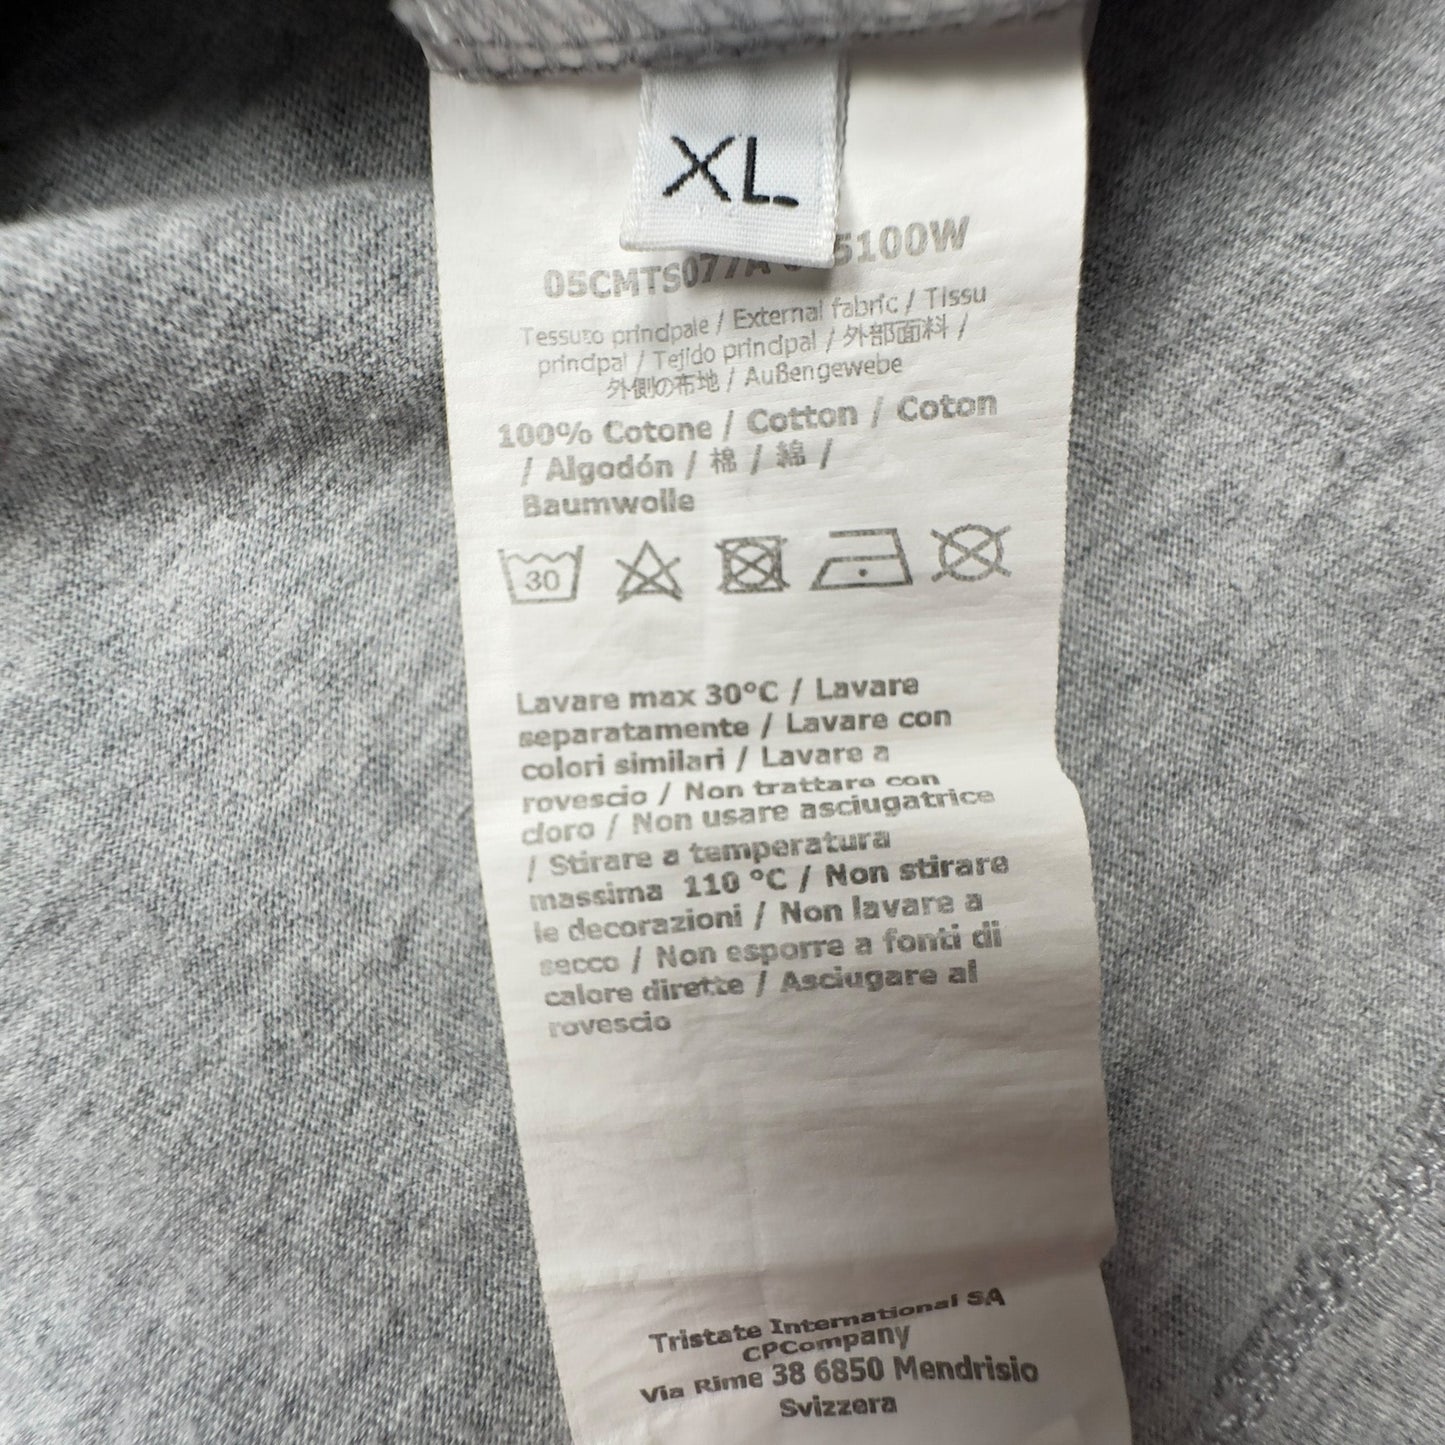 XL
05CMTS077A 5100W
Tessuto principale / External fabric / Tissu
principal / Tejido principal / 外部面料 /
外側の布地 / Außengewebe
100% Cotone / Cotton / Coton
/ Algodón / 棉 / 綿 /
Baumwolle
30
Lavare max 30°C / Lavare
separatamente / Lavare con
colori similari / Lavare a
rovescio / Non trattare con
cloro / Non usare asciugatrice
/ Stirare a temperatura
massima 110 °C / Non stirare
le decorazioni / Non lavare a
secco / Non esporre a fonti di
calore dirette / Asciugare al
rovescio
Tristate International SA
CPCompany
Via Rime 38 6850 Mendrisio
Svizzera